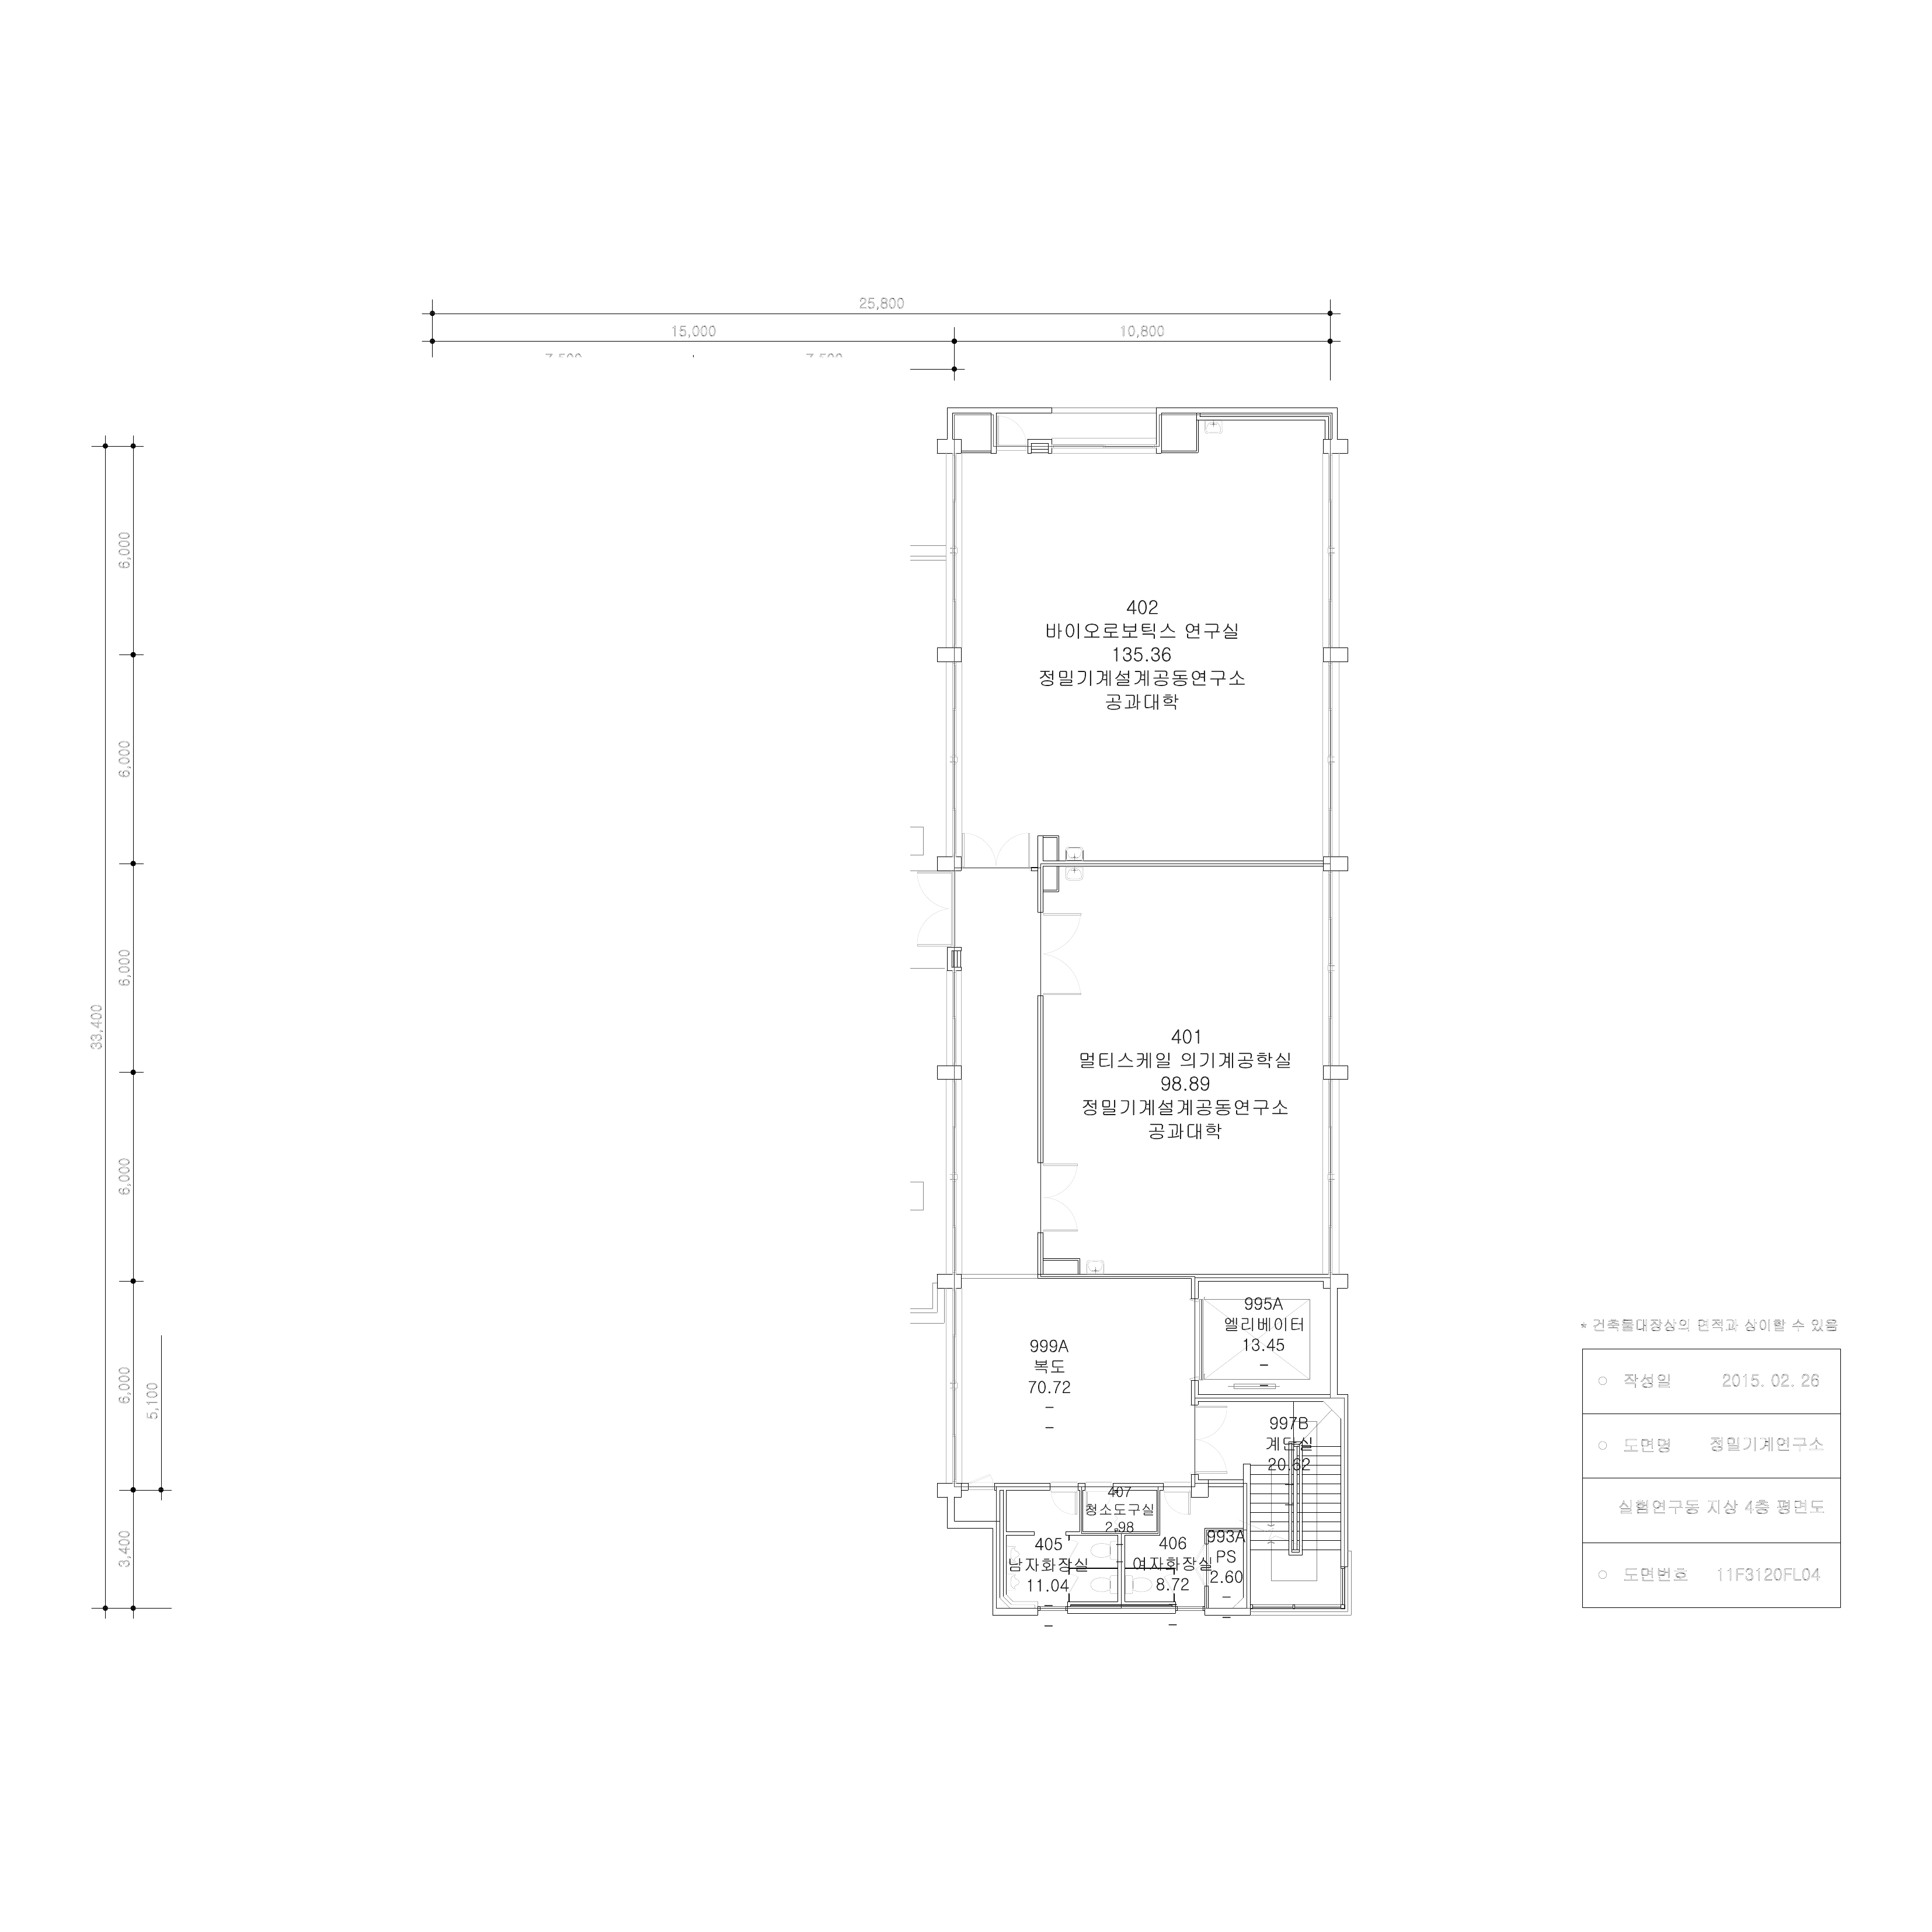 25,800
15,000
10,800
7,500
7,500
6,000
6,000
6,000
6,000
6,000
3,400
33,400
5,100
402
바이오로보틱스 연구실
135.36
정밀기계설계공동연구소
공과대학
401
멀티스케일 의기계공학실
98.89
정밀기계설계공동연구소
공과대학
995A
엘리베이터
13.45
–
–
999A
복도
70.72
–
–
997B
계단실
20.62
–
–
407
청소도구실
2.98
–
–
405
남자화장실
11.04
–
–
406
여자화장실
8.72
–
–
993A
PS
2.60
–
–
* 건축물대장상의 면적과 상이할 수 있음
○ 작성일 2015. 02. 26
○ 도면명 정밀기계연구소
실험연구동 지상 4층 평면도
○ 도면번호 11F3120FL04